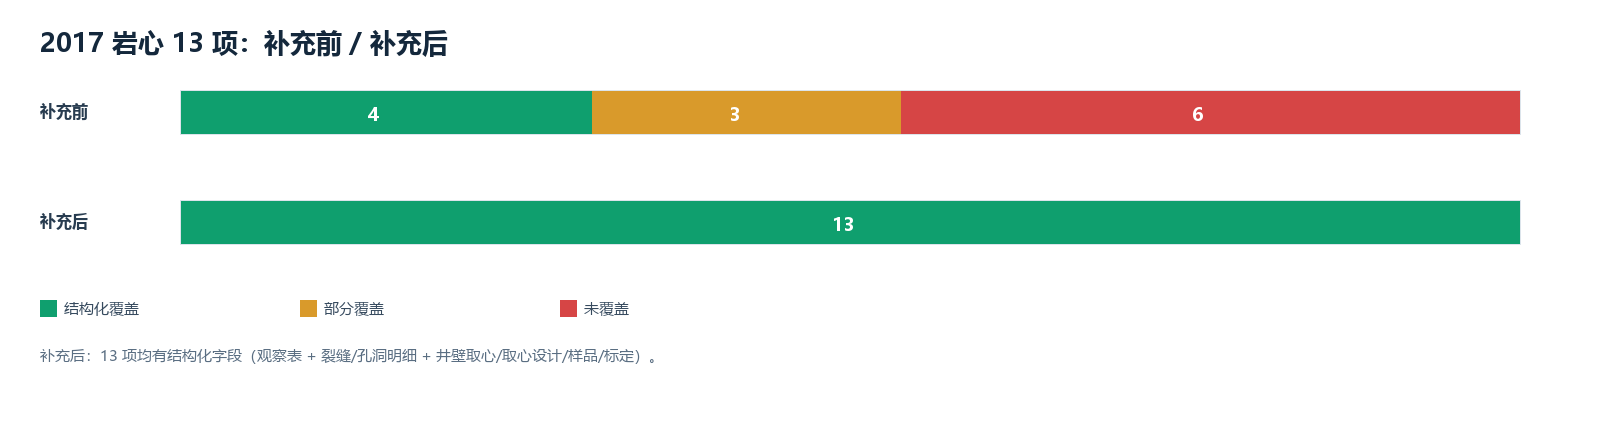 2017 岩心 13 项：补充前 / 补充后
补充前
4
3
6
补充后
13
结构化覆盖
部分覆盖
未覆盖
补充后：13 项均有结构化字段（观察表 + 裂缝/孔洞明细 + 井壁取心/取心设计/样品/标定）。